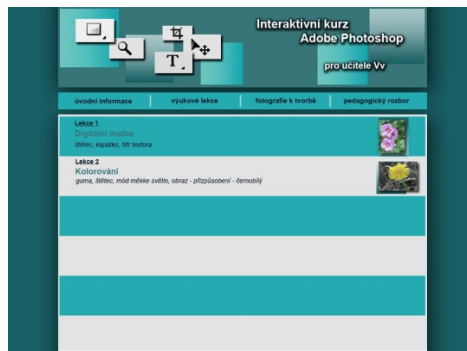 Interaktivní kurz
Adobe Photoshop
pro učitele Vv
T
úvodní informace
výukové lekce
fotografie k tvorbě
pedagogický rozbor
Lekce 1
Digitální malba
štětec, kapátko, filtr textura
Lekce 2
Kolorování
guma, štětec, mód měkke světlo, obraz - přizpůsobení - černobílý